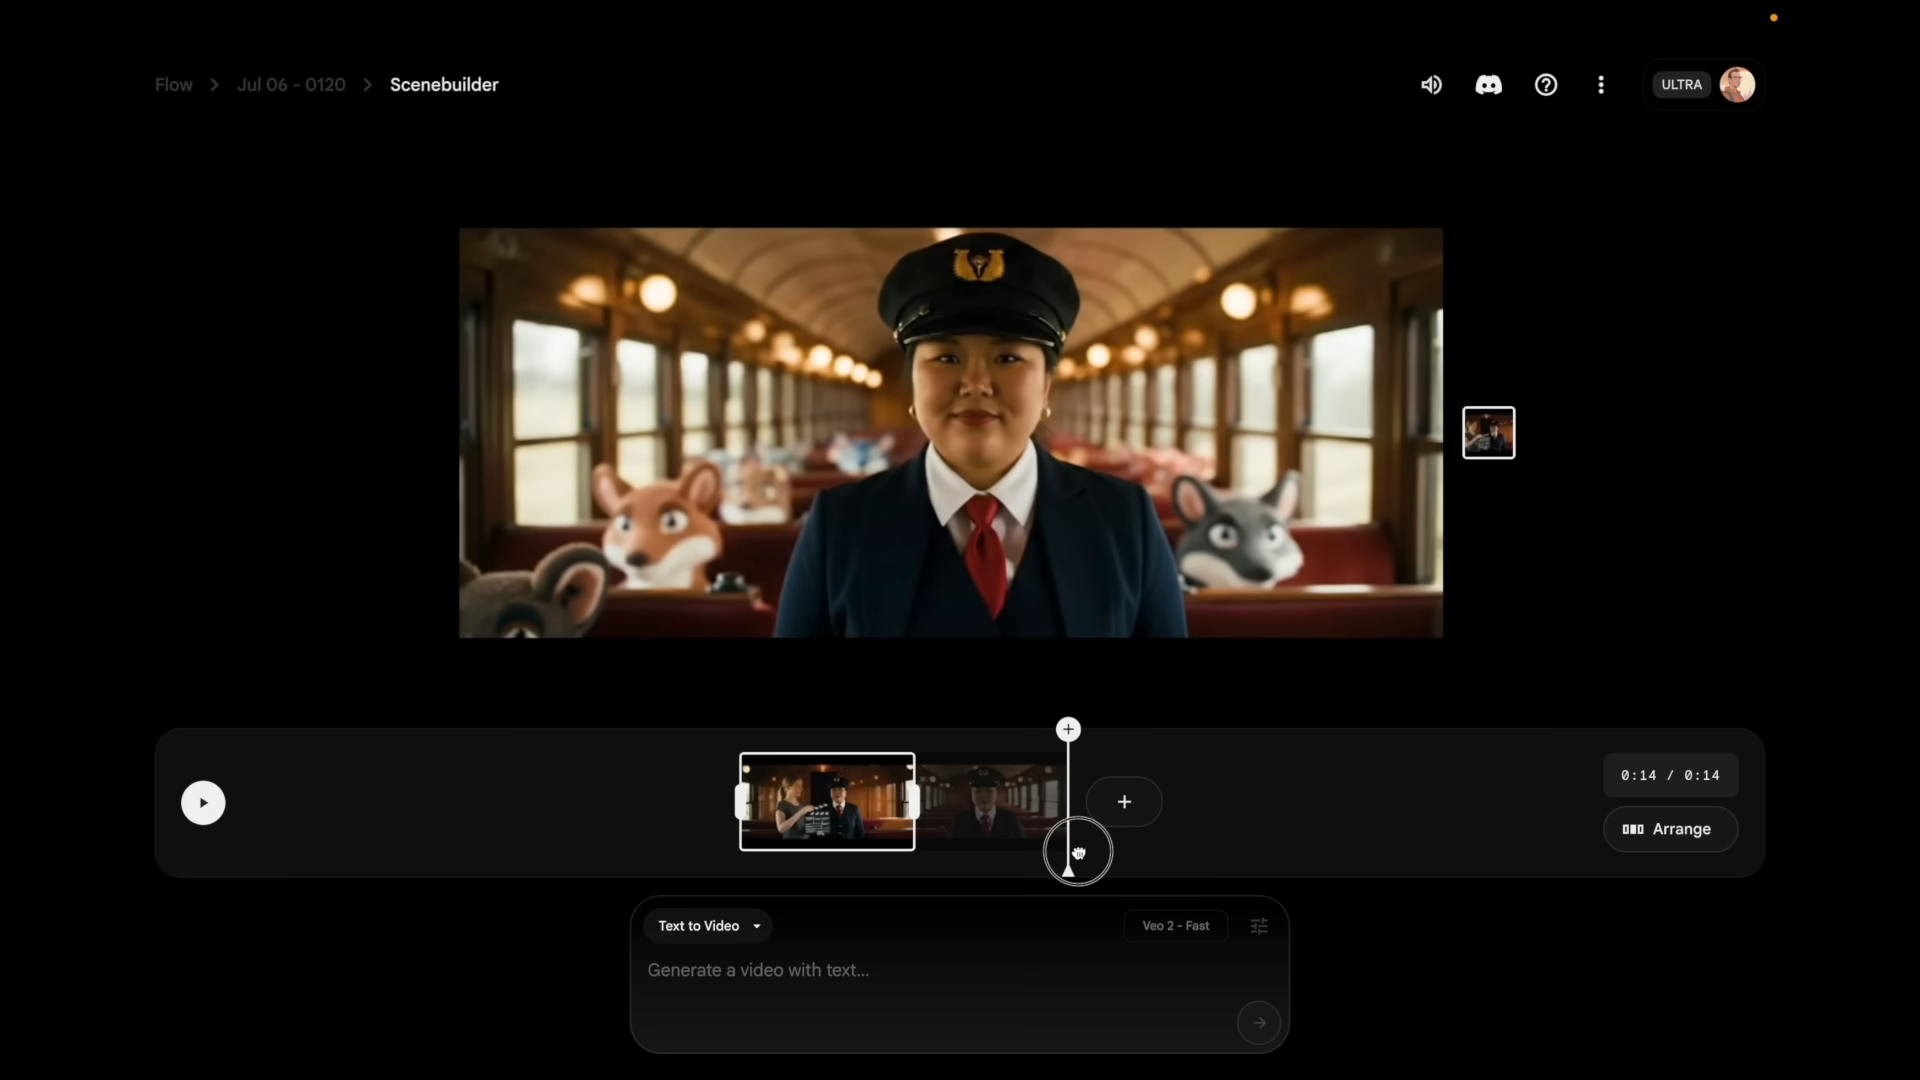 Flow > Jul 06 - 0120 > Scenebuilder
ULTRA
0:14 / 0:14
Arrange
Text to Video
Veo 2 - Fast
Generate a video with text...